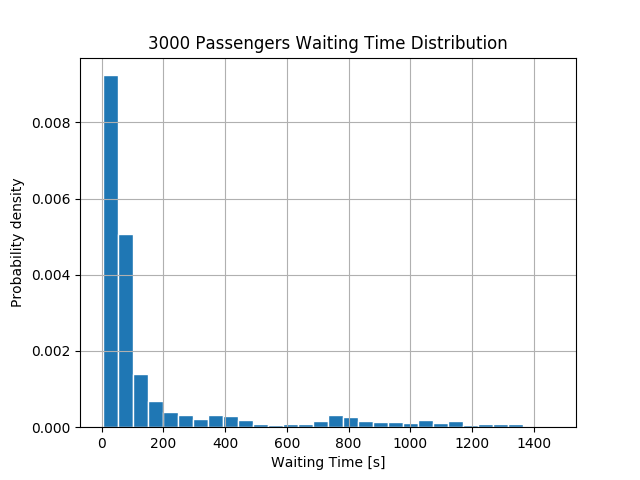 3000 Passengers Waiting Time Distribution
Probability density
0.008
0.006
0.004
0.002
0.000
0 200 400 600 800 1000 1200 1400
Waiting Time [s]